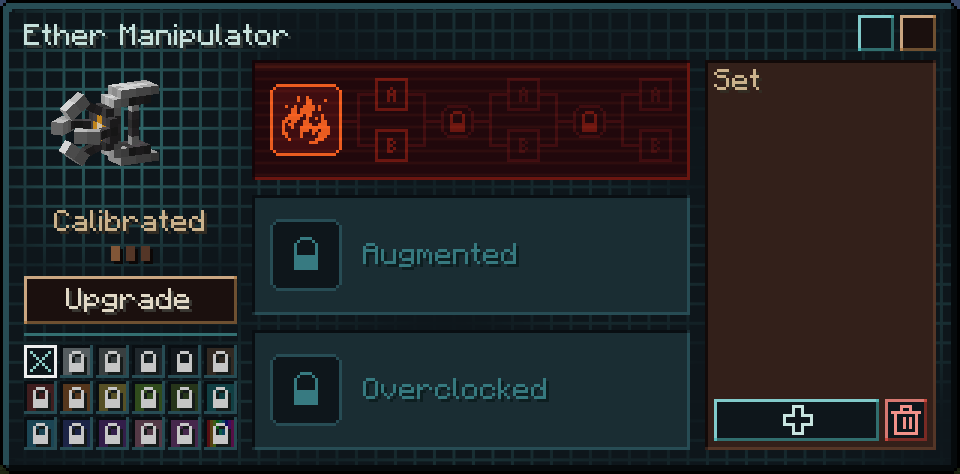 Ether Manipulator
Set
A
A
A
B
B
B
Calibrated
Augmented
Upgrade
Overclocked